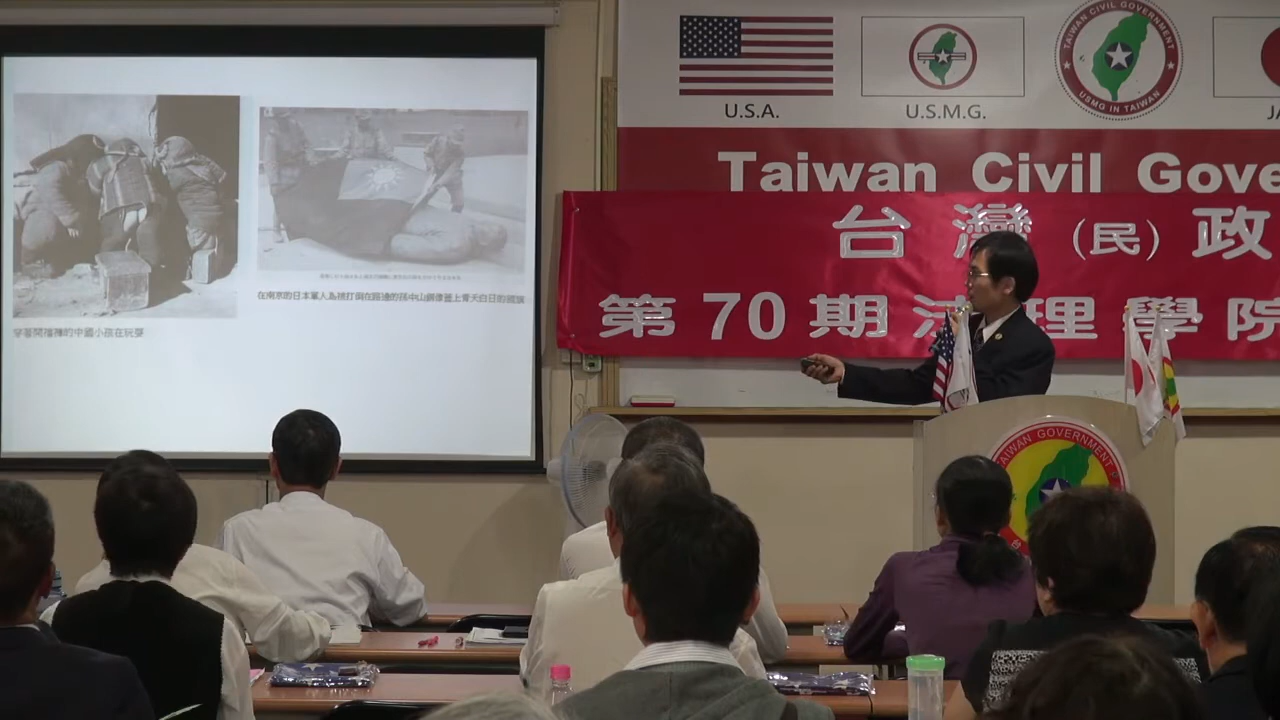 U.S.A.
U.S.M.G.
JA
TAIWAN CIVIL GOVERNMENT
USMG IN TAIWAN
Taiwan Civil Gove
台灣(民)政
第70期法理學院
在南京的日本軍人為被打倒在路邊的孫中山銅像蓋上青天白日的國旗
穿著開襠褲的中國小孩在玩耍
TAIWAN GOVERNMENT